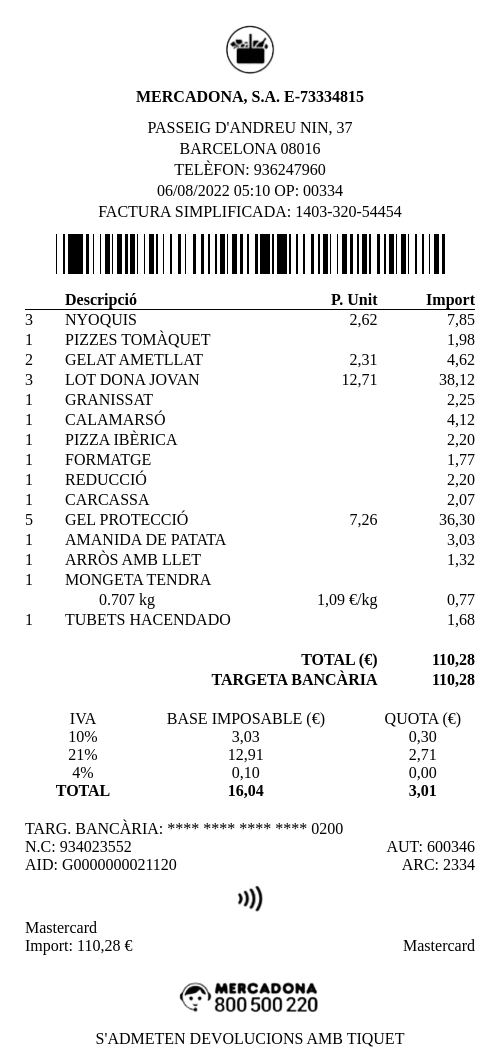 MERCADONA, S.A. E-73334815
PASSEIG D'ANDREU NIN, 37
BARCELONA 08016
TELÈFON: 936247960
06/08/2022 05:10 OP: 00334
FACTURA SIMPLIFICADA: 1403-320-54454
Descripció P. Unit Import
3 NYOQUIS 2,62 7,85
1 PIZZES TOMÀQUET 1,98
2 GELAT AMETLLAT 2,31 4,62
3 LOT DONA JOVAN 12,71 38,12
1 GRANISSAT 2,25
1 CALAMARSÓ 4,12
1 PIZZA IBÈRICA 2,20
1 FORMATGE 1,77
1 REDUCCIÓ 2,20
1 CARCASSA 2,07
5 GEL PROTECCIÓ 7,26 36,30
1 AMANIDA DE PATATA 3,03
1 ARRÒS AMB LLET 1,32
1 MONGETA TENDRA
0.707 kg 1,09 €/kg 0,77
1 TUBETS HACENDADO 1,68
TOTAL (€) 110,28
TARGETA BANCÀRIA 110,28
IVA BASE IMPOSABLE (€) QUOTA (€)
10% 3,03 0,30
21% 12,91 2,71
4% 0,10 0,00
TOTAL 16,04 3,01
TARG. BANCÀRIA: **** **** **** **** 0200
N.C: 934023552 AUT: 600346
AID: G0000000021120 ARC: 2334
Mastercard
Import: 110,28 € Mastercard
MERCADONA
800 500 220
S'ADMETEN DEVOLUCIONS AMB TIQUET